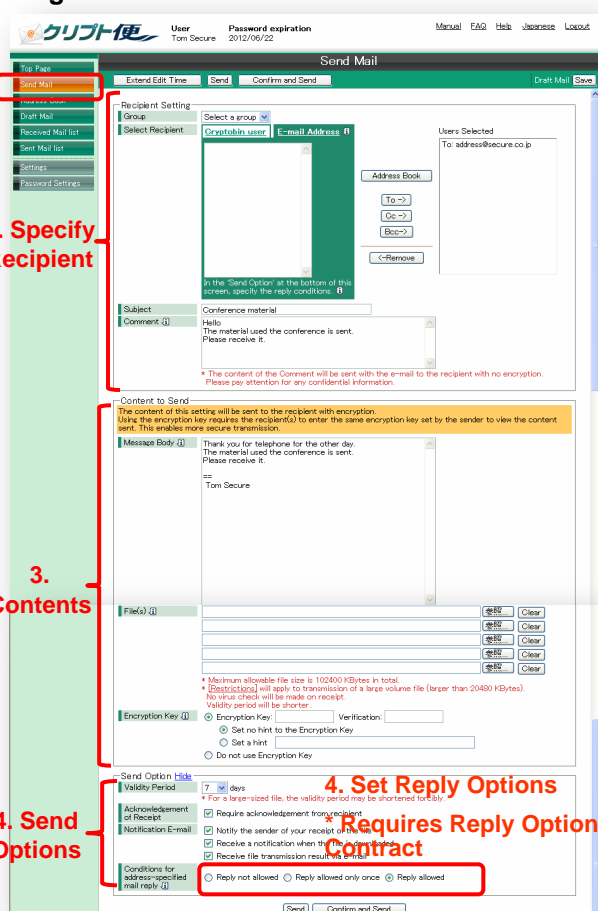 クリプト便
User Password expiration
Tom Secure 2012/06/22
Manual FAQ Help Japanese Logout
Send Mail
Top Page
Send Mail
Address Book
Draft Mail
Received Mail list
Sent Mail list
Settings
Password Settings
Extend Edit Time Send Confirm and Send Draft Mail Save
Recipient Setting
Group Select a group
Select Recipient Cryptobin user E-mail Address
Users Selected
To: address@secure.co.jp
Address Book
To ->
Cc ->
Bcc->
<-Remove
In the 'Send Option' at the bottom of this
screen, specify the reply conditions.
. Specify
ecipient
Subject Conference material
Comment Hello
The material used the conference is sent.
Please receive it.
* The content of the Comment will be sent with the e-mail to the recipient with no encryption.
Please pay attention for any confidential information.
Content to Send
The content of this setting will be sent to the recipient with encryption.
Using the encryption key requires the recipient(s) to enter the same encryption key set by the sender to view the content
sent. This enables more secure transmission.
Message Body Thank you for telephone for the other day.
The material used the conference is sent.
Please receive it.
==
Tom Secure
3.
Contents
File(s) 参照... Clear
参照... Clear
参照... Clear
参照... Clear
参照... Clear
* Maximum allowable file size is 102400 KBytes in total.
* [Restrictions] will apply to transmission of a large volume file (larger than 20480 KBytes).
No virus check will be made on receipt.
Validity period will be shorter.
Encryption Key Encryption Key: Verification:
Set no hint to the Encryption Key
Set a hint
Do not use Encryption Key
Send Option Hide
Validity Period 7 days
* For a large-sized file, the validity period may be shortened forcibly.
4. Set Reply Options
* Requires Reply Option
Contract
4. Send
Options
Acknowledgement
of Receipt
Require acknowledgement from recipient
Notification E-mail Notify the sender of your receipt of the file
Receive a notification when the file is downloaded
Receive file transmission result via e-mail
Conditions for
address-specified
mail reply
Reply not allowed Reply allowed only once Reply allowed
Send Confirm and Send